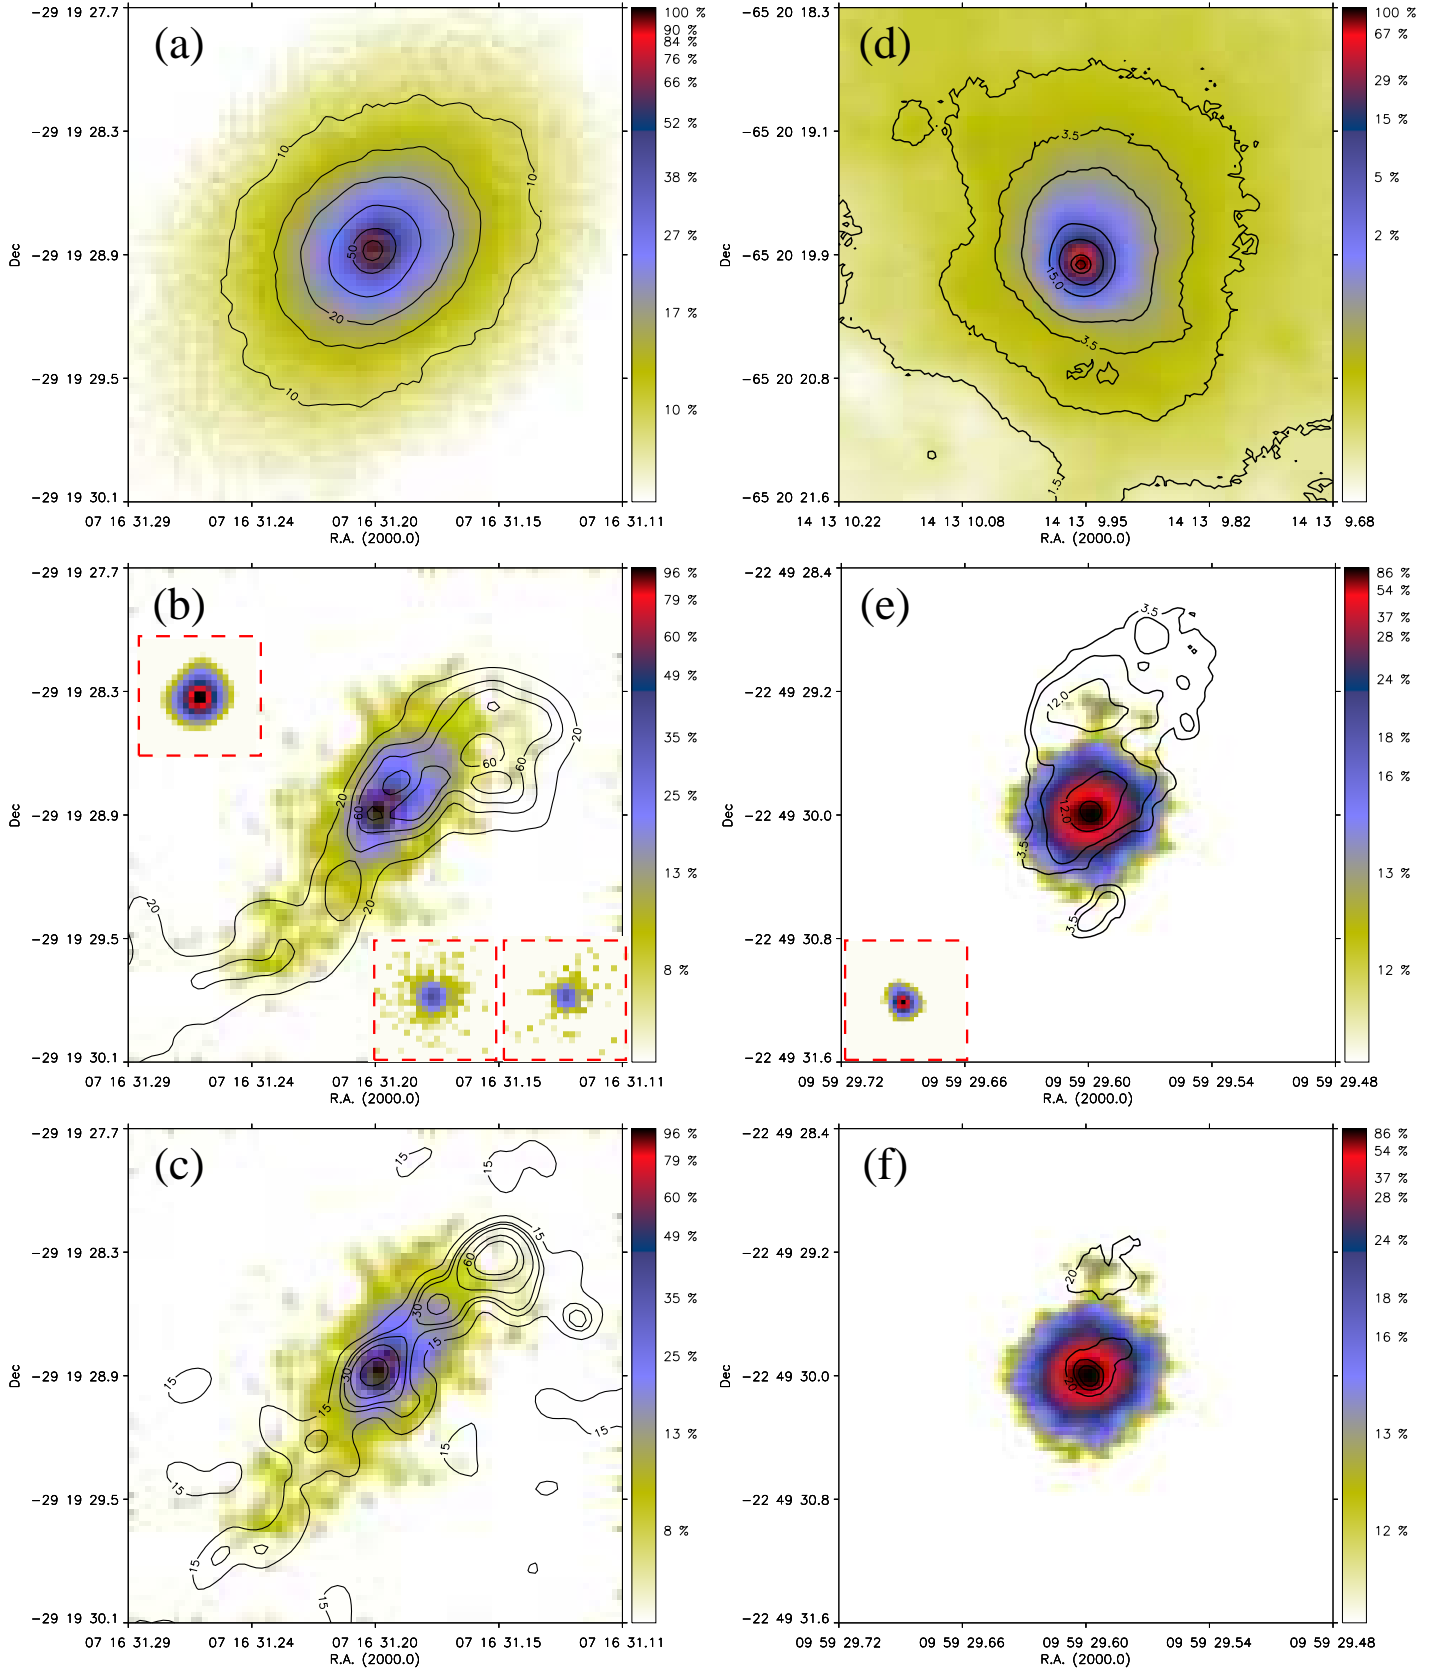 (a)
-29 19 27.7
-29 19 28.3
-29 19 28.9
-29 19 29.5
-29 19 30.1
Dec
07 16 31.29
07 16 31.24
07 16 31.20
07 16 31.15
07 16 31.11
R.A. (2000.0)
10
10
50
20
10
100 %
90 %
84 %
76 %
66 %
52 %
38 %
27 %
17 %
10 %
(d)
-65 20 18.3
-65 20 19.1
-65 20 19.9
-65 20 20.8
-65 20 21.6
Dec
14 13 10.22
14 13 10.08
14 13 9.95
14 13 9.82
14 13 9.68
R.A. (2000.0)
3.5
15.0
3.5
1.5
100 %
67 %
29 %
15 %
5 %
2 %
(b)
-29 19 27.7
-29 19 28.3
-29 19 28.9
-29 19 29.5
-29 19 30.1
Dec
07 16 31.29
07 16 31.24
07 16 31.20
07 16 31.15
07 16 31.11
R.A. (2000.0)
20
60
60
20
60
20
20
96 %
79 %
60 %
49 %
35 %
25 %
13 %
8 %
(e)
-22 49 28.4
-22 49 29.2
-22 49 30.0
-22 49 30.8
-22 49 31.6
Dec
09 59 29.72
09 59 29.66
09 59 29.60
09 59 29.54
09 59 29.48
R.A. (2000.0)
3.5
12.0
12.0
3.5
3.5
86 %
54 %
37 %
28 %
24 %
18 %
16 %
13 %
12 %
(c)
-29 19 27.7
-29 19 28.3
-29 19 28.9
-29 19 29.5
-29 19 30.1
Dec
07 16 31.29
07 16 31.24
07 16 31.20
07 16 31.15
07 16 31.11
R.A. (2000.0)
15
15
15
60
30
15
30
15
15
15
15
15
15
15
96 %
79 %
60 %
49 %
35 %
25 %
13 %
8 %
(f)
-22 49 28.4
-22 49 29.2
-22 49 30.0
-22 49 30.8
-22 49 31.6
Dec
09 59 29.72
09 59 29.66
09 59 29.60
09 59 29.54
09 59 29.48
R.A. (2000.0)
20
86 %
54 %
37 %
28 %
24 %
18 %
16 %
13 %
12 %